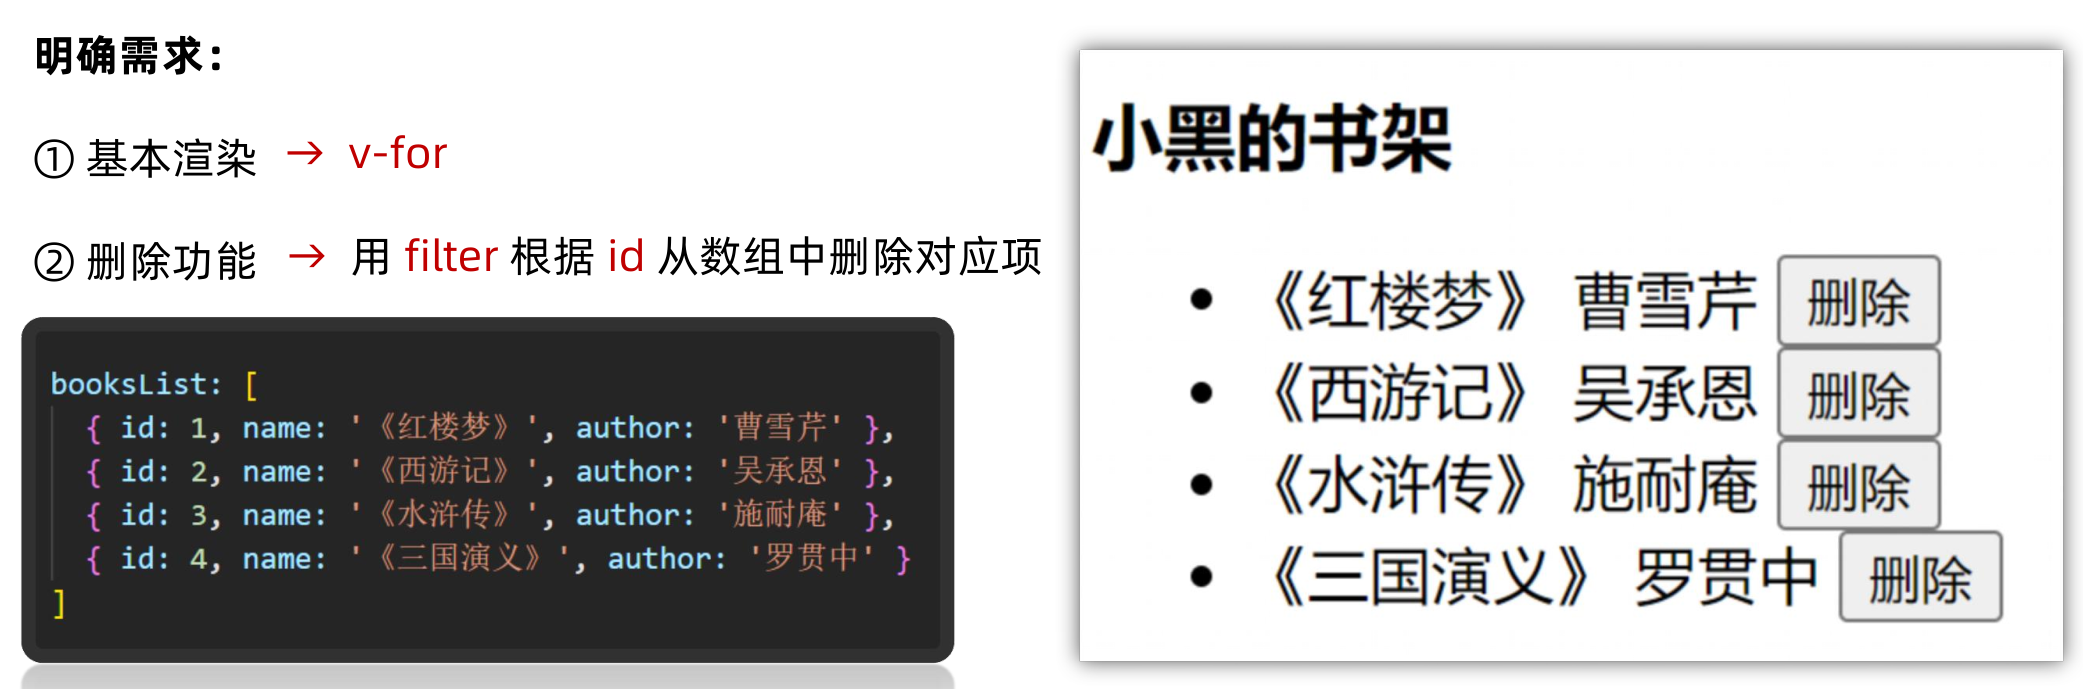 明确需求：
① 基本渲染 → v-for
② 删除功能 → 用 filter 根据 id 从数组中删除对应项
booksList: [
{ id: 1, name: '《红楼梦》', author: '曹雪芹' },
{ id: 2, name: '《西游记》', author: '吴承恩' },
{ id: 3, name: '《水浒传》', author: '施耐庵' },
{ id: 4, name: '《三国演义》', author: '罗贯中' }
]
小黑的书架
• 《红楼梦》 曹雪芹 删除
• 《西游记》 吴承恩 删除
• 《水浒传》 施耐庵 删除
• 《三国演义》 罗贯中 删除